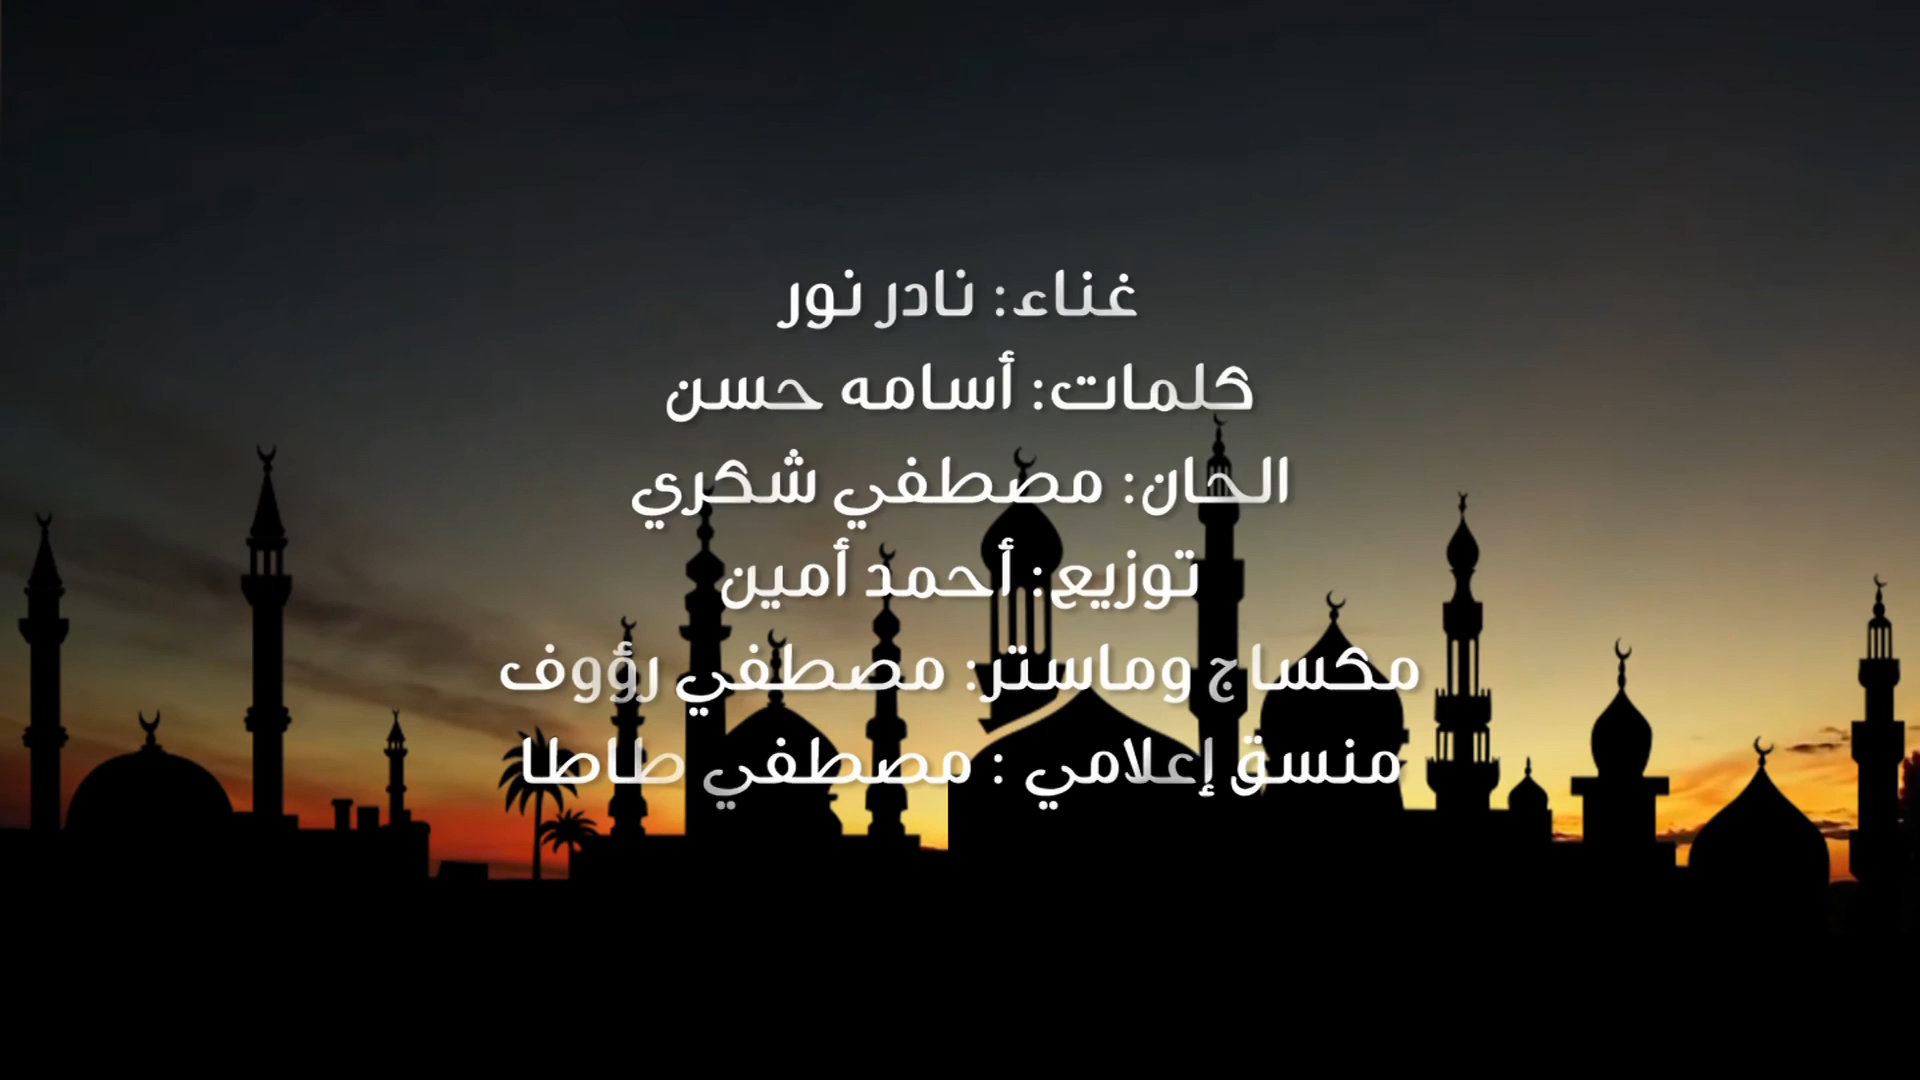 غناء: نادر نور
كلمات: أسامه حسن
الحان: مصطفي شكري
توزيع: أحمد أمين
مكساج وماستر: مصطفي رؤوف
منسق إعلامي : مصطفي طاطا